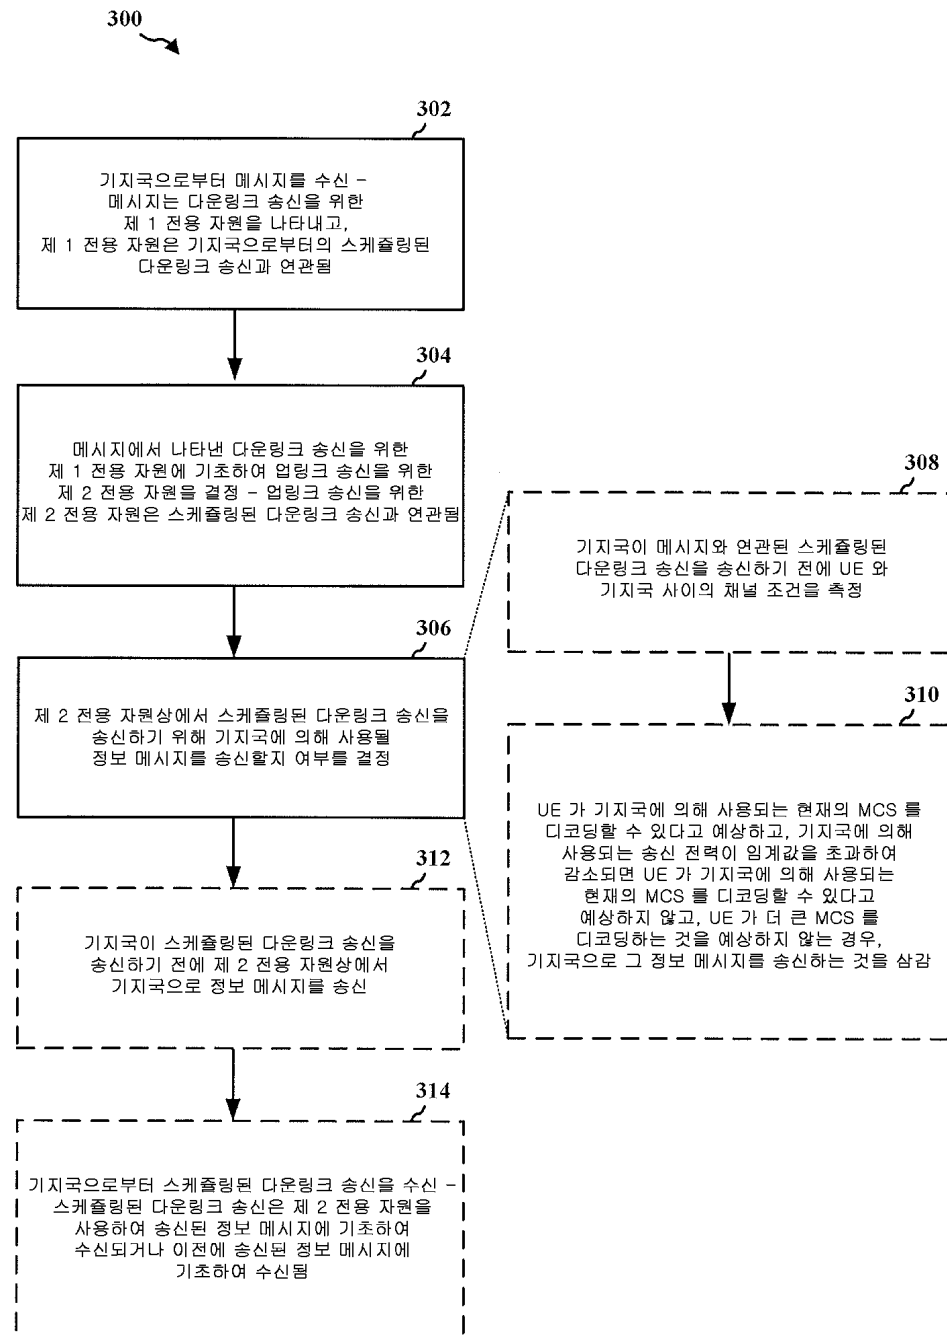 300
302
기지국으로부터 메시지를 수신 –
메시지는 다운링크 송신을 위한
제 1 전용 자원을 나타내고,
제 1 전용 자원은 기지국으로부터의 스케쥴링된
다운링크 송신과 연관됨
304
메시지에서 나타낸 다운링크 송신을 위한
제 1 전용 자원에 기초하여 업링크 송신을 위한
제 2 전용 자원을 결정 – 업링크 송신을 위한
제 2 전용 자원은 스케쥴링된 다운링크 송신과 연관됨
306
제 2 전용 자원상에서 스케쥴링된 다운링크 송신을
송신하기 위해 기지국에 의해 사용될
정보 메시지를 송신할지 여부를 결정
308
기지국이 메시지와 연관된 스케쥴링된
다운링크 송신을 송신하기 전에 UE 와
기지국 사이의 채널 조건을 측정
310
UE 가 기지국에 의해 사용되는 현재의 MCS 를
디코딩할 수 있다고 예상하고, 기지국에 의해
사용되는 송신 전력이 임계값을 초과하여
감소되면 UE 가 기지국에 의해 사용되는
현재의 MCS 를 디코딩할 수 있다고
예상하지 않고, UE 가 더 큰 MCS 를
디코딩하는 것을 예상하지 않는 경우,
기지국으로 그 정보 메시지를 송신하는 것을 삼감
312
기지국이 스케쥴링된 다운링크 송신을
송신하기 전에 제 2 전용 자원상에서
기지국으로 정보 메시지를 송신
314
기지국으로부터 스케쥴링된 다운링크 송신을 수신 –
스케쥴링된 다운링크 송신은 제 2 전용 자원을
사용하여 송신된 정보 메시지에 기초하여
수신되거나 이전에 송신된 정보 메시지에
기초하여 수신됨